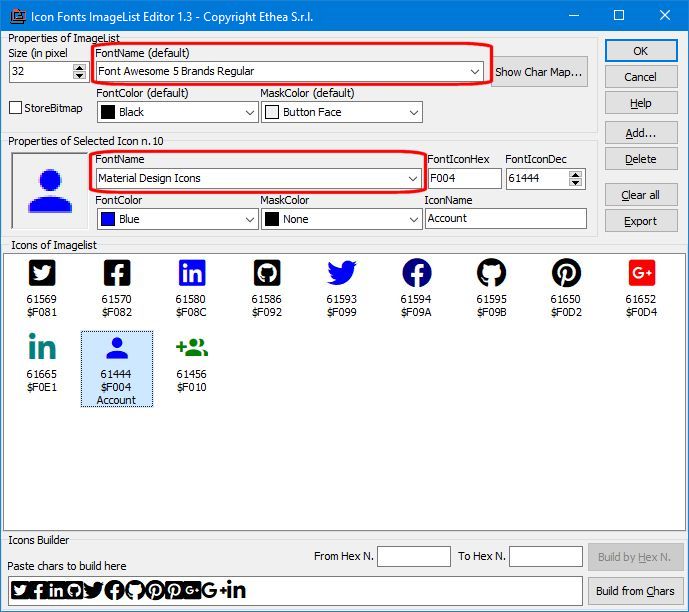 Icon Fonts ImageList Editor 1.3 - Copyright Ethea S.r.l.
Properties of ImageList
Size (in pixel
FontName (default)
32
Font Awesome 5 Brands Regular
Show Char Map...
OK
Cancel
StoreBitmap
FontColor (default)
MaskColor (default)
Black
Button Face
Help
Add...
Properties of Selected Icon n.10
FontName
FontIconHex
FontIconDec
Delete
Material Design Icons
F004
61444
FontColor
MaskColor
IconName
Clear all
Blue
None
Account
Export
Icons of Imagelist
61569 61570 61580 61586 61593 61594 61595 61650 61652
$F081 $F082 $F08C $F092 $F099 $F09A $F09B $F0D2 $F0D4
61665 61444 61456
$F0E1 $F004 $F010
Account
Icons Builder
Paste chars to build here
From Hex N.
To Hex N.
Build by Hex N.
Build from Chars